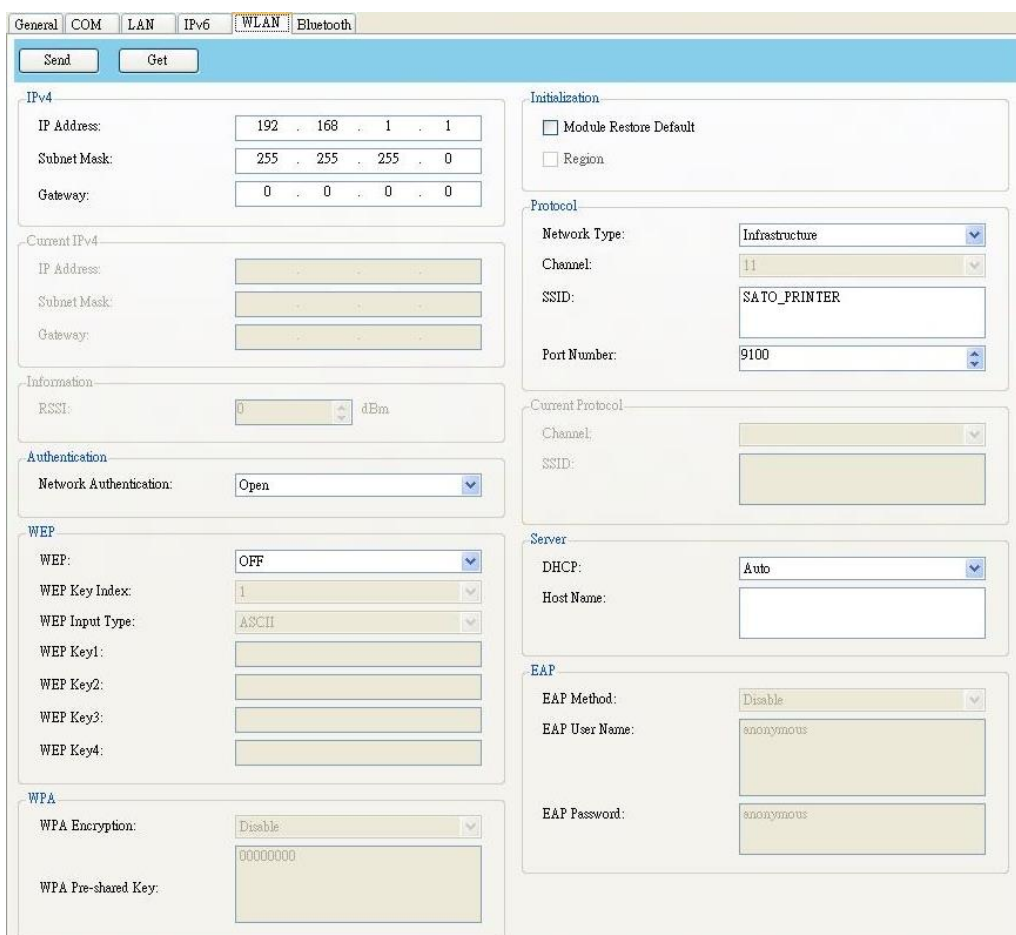 General COM LAN IPv6 WLAN Bluetooth
Send Get
IPv4
IP Address: 192 . 168 . 1 . 1
Subnet Mask: 255 . 255 . 255 . 0
Gateway: 0 . 0 . 0 . 0
Current IPv4
IP Address: . . .
Subnet Mask: . . .
Gateway: . . .
Information
RSSI: 0 dBm
Authentication
Network Authentication: Open
WEP
WEP: OFF
WEP Key Index: 1
WEP Input Type: ASCII
WEP Key1:
WEP Key2:
WEP Key3:
WEP Key4:
WPA
WPA Encryption: Disable
WPA Pre-shared Key: 00000000
Initialization
Module Restore Default
Region
Protocol
Network Type: Infrastructure
Channel: 11
SSID: SATO_PRINTER
Port Number: 9100
Current Protocol
Channel:
SSID:
Server
DHCP: Auto
Host Name:
EAP
EAP Method: Disable
EAP User Name: anonymous
EAP Password: anonymous